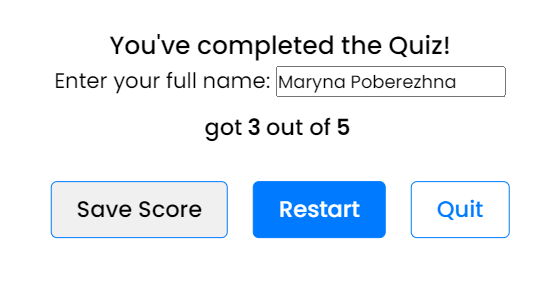 You've completed the Quiz!
Enter your full name: Maryna Poberezhna
got 3 out of 5
Save Score Restart Quit